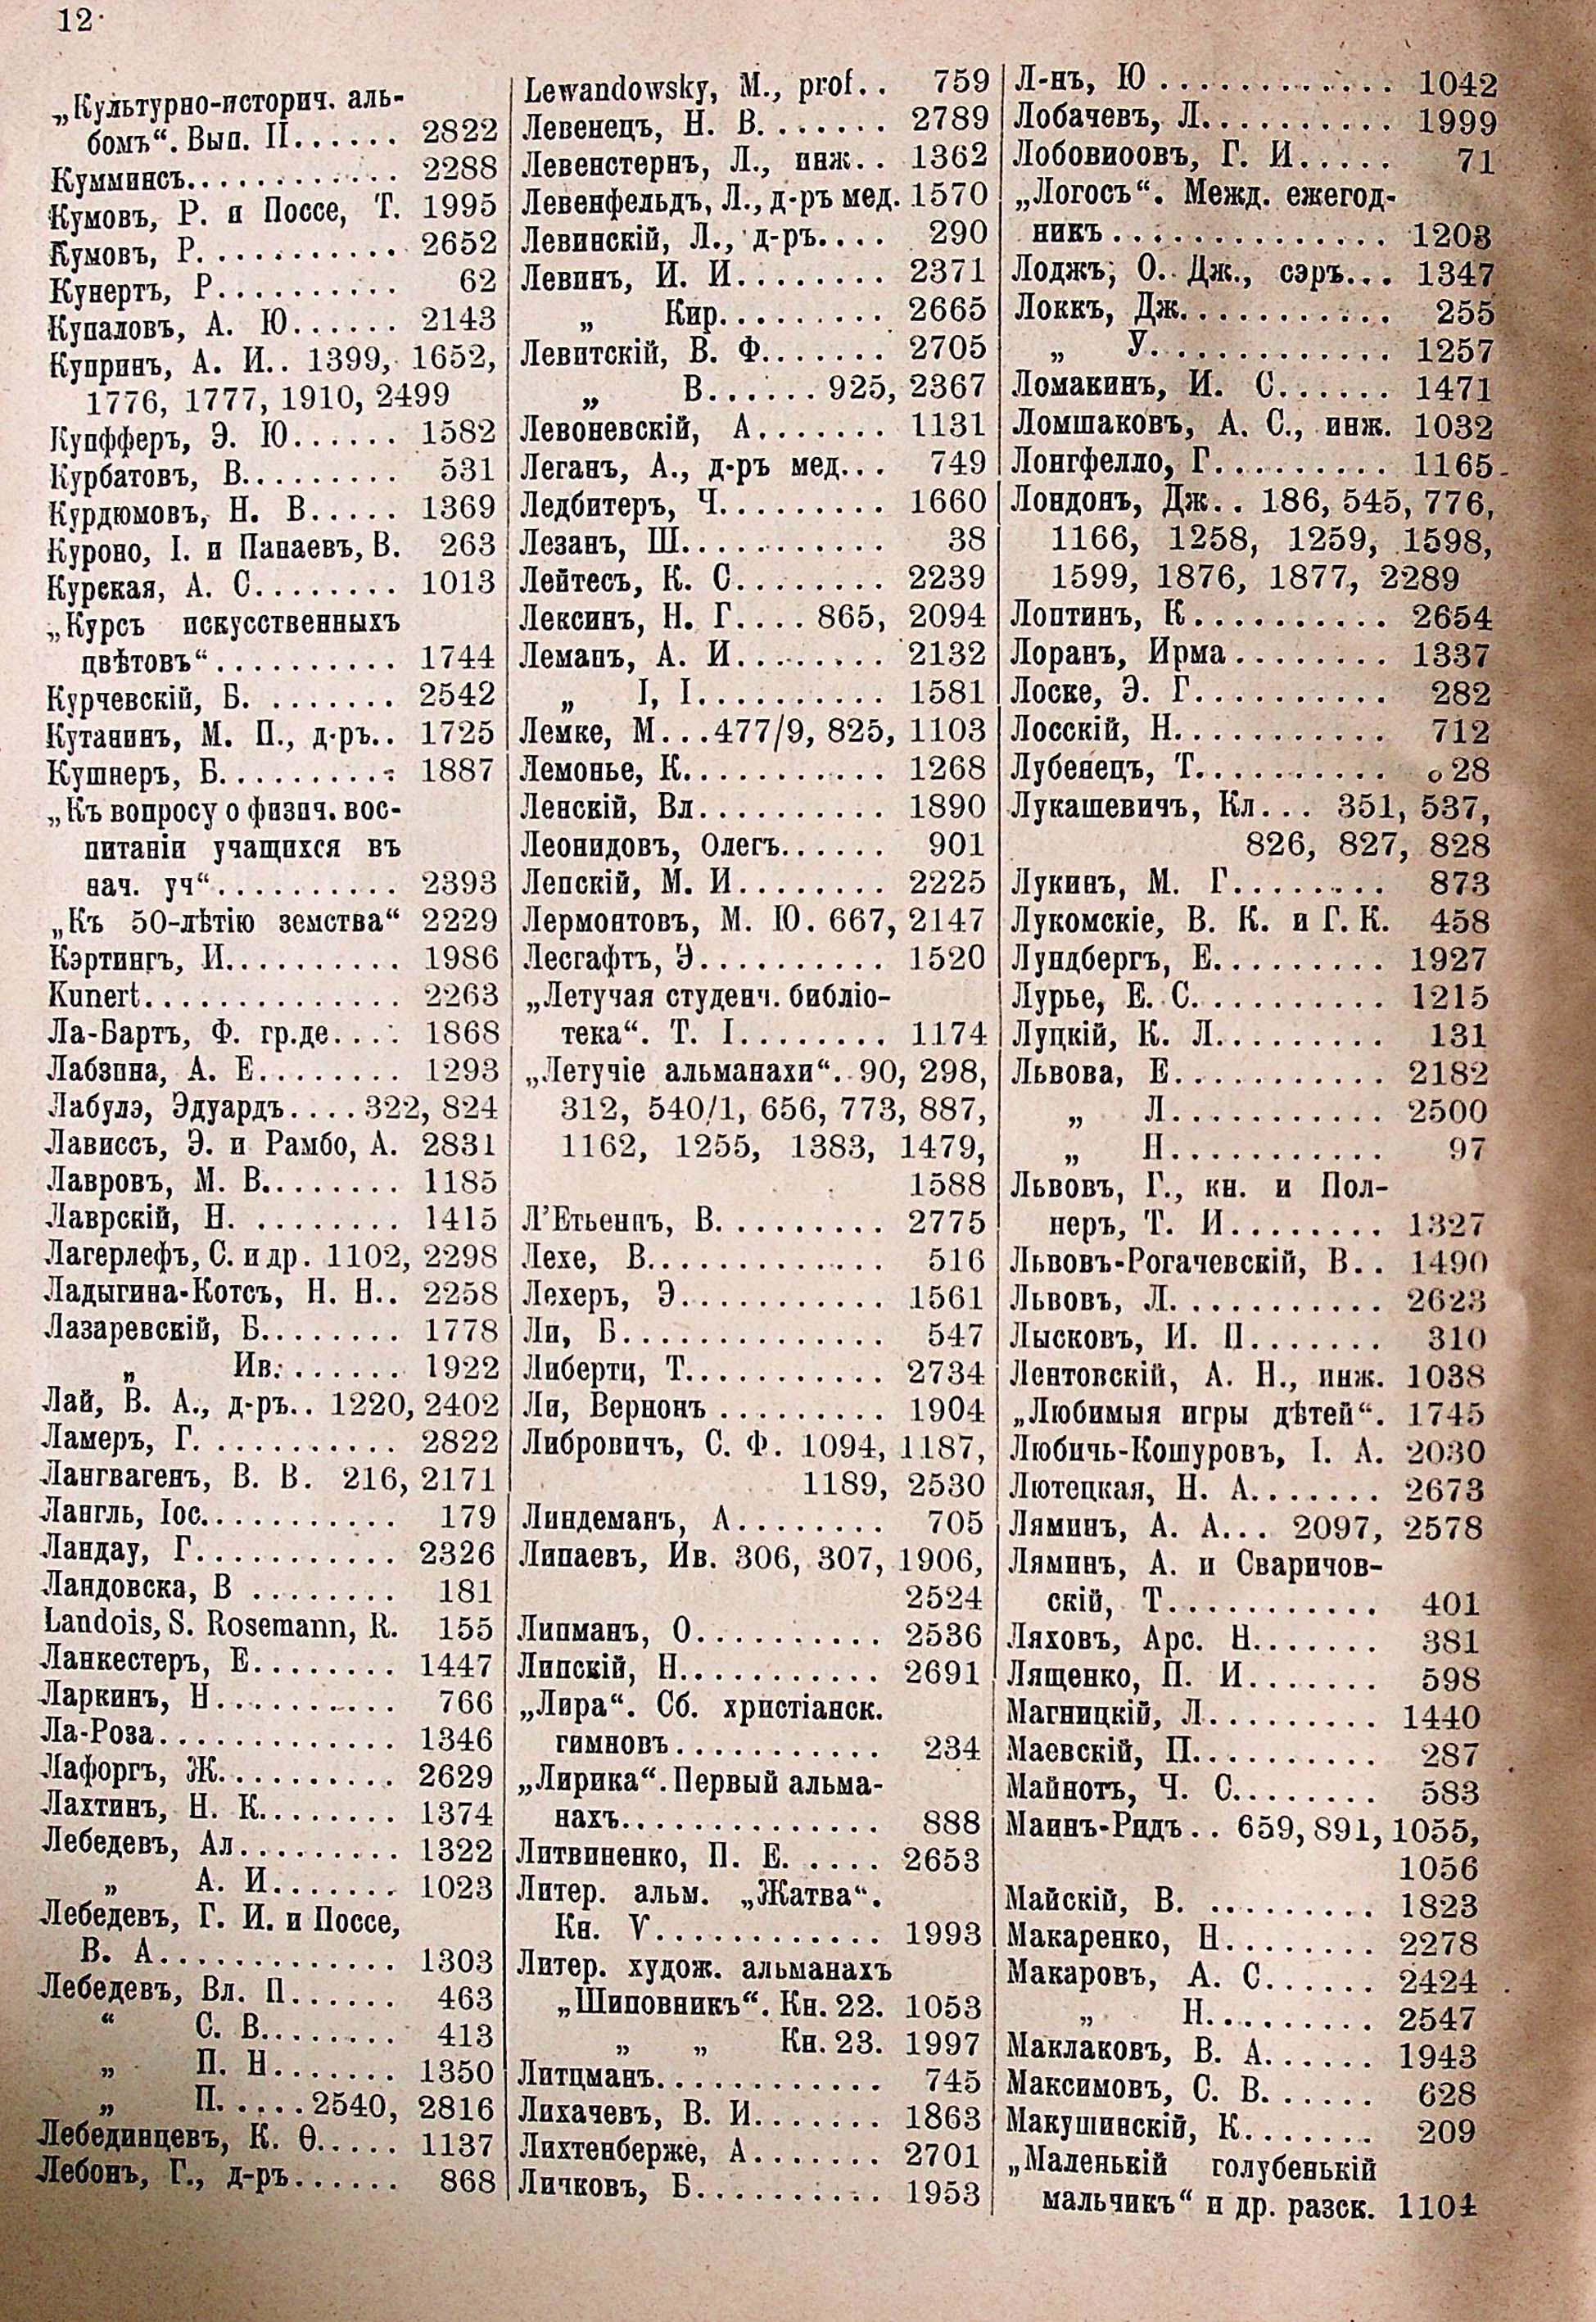 12
„Культурно-историч. аль-
бомъ“. Вып. II...... 2822
Кумминсъ............ 2288
Кумовъ, Р. и Поссе, Т. 1995
Кумовъ, Р........... 2652
Кунертъ, Р.......... 62
Купаловъ, А. Ю...... 2143
Купринъ, А. И.. 1399, 1652,
1776, 1777, 1910, 2499
Купфферъ, Э. Ю...... 1582
Курбатовъ, В......... 531
Курдюмовъ, Н. В..... 1369
Куроно, І. и Панаевъ, В. 263
Курская, А. С........ 1013
„Курсъ искусственныхъ
цвѣтовъ“.......... 1744
Курчевскій, Б. ....... 2542
Кутанинъ, М. П., д-ръ.. 1725
Кушнеръ, Б.......... 1887
„Къ вопросу о физич. вос-
питаніи учащихся въ
нач. уч“.......... 2393
„Къ 50-лѣтію земства“ 2229
Кэртингъ, И.......... 1986
Kunert.............. 2263
Ла-Бартъ, Ф. гр.де.... 1868
Лабзина, А. Е........ 1293
Лабулэ, Эдуардъ.... 322, 824
Лависсъ, Э. и Рамбо, А. 2831
Лавровъ, М. В........ 1185
Лаврскій, Н. ........ 1415
Лагерлефъ, С. и др. 1102, 2298
Ладыгина-Котсъ, Н. Н.. 2258
Лазаревскій, Б........ 1778
„ Ив....... 1922
Лай, В. А., д-ръ.. 1220, 2402
Ламеръ, Г. .......... 2822
Лангвагенъ, В. В. 216, 2171
Лангль, Іос........... 179
Ландау, Г............ 2326
Ландовска, В ........ 181
Landois, S. Rosemann, R. 155
Ланкестеръ, Е........ 1447
Ларкинъ, Н.......... 766
Ла-Роза............. 1346
Лафоргъ, Ж.......... 2629
Лахтинъ, Н. К........ 1374
Лебедевъ, Ал......... 1322
„ А. И....... 1023
Лебедевъ, Г. И. и Поссе,
В. А.............. 1303
Лебедевъ, Вл. П...... 463
“ С. В........ 413
„ П. Н....... 1350
„ П..... 2540, 2816
Лебединцевъ, К. Ѳ..... 1137
Лебонъ, Г., д-ръ...... 868
Lewandowsky, M., prof.. 759
Левенецъ, Н. В....... 2789
Левенстернъ, Л., инж.. 1362
Левенфельдъ, Л., д-ръ мед. 1570
Левинскій, Л., д-ръ.... 290
Левинъ, И. И........ 2371
„ Кир......... 2665
Левитскій, В. Ф....... 2705
„ В...... 925, 2367
Левоневскій, А....... 1131
Леганъ, А., д-ръ мед... 749
Ледбитеръ, Ч......... 1660
Лезанъ, Ш........... 38
Лейтесъ, К. С........ 2239
Лексинъ, Н. Г.... 865, 2094
Леманъ, А. И........ 2132
„ І, І.......... 1581
Лемке, М... 477/9, 825, 1103
Лемонье, К........... 1268
Ленскій, Вл.......... 1890
Леонидовъ, Олегъ...... 901
Лепскій, М. И........ 2225
Лермонтовъ, М. Ю. 667, 2147
Лесгафтъ, Э.......... 1520
„Летучая студенч. библіо-
тека“. Т. I........ 1174
„Летучіе альманахи“. 90, 298,
312, 540/1, 656, 773, 887,
1162, 1255, 1383, 1479,
1588
Л’Етьенъ, В.......... 2775
Лехе, В............. 516
Лехеръ, Э........... 1561
Ли, Б............... 547
Либерти, Т........... 2734
Ли, Вернонъ ......... 1904
Либровичъ, С. Ф. 1094, 1187,
1189, 2530
Линдеманъ, А........ 705
Липаевъ, Ив. 306, 307, 1906,
2524
Липманъ, О.......... 2536
Липскій, Н........... 2691
„Лира“. Сб. христіанск.
гимновъ........... 234
„Лирика“. Первый альма-
нахъ.............. 888
Литвиненко, П. Е. .... 2653
Литер. альм. „Жатва“.
Кн. V............ 1993
Литер. худож. альманахъ
„Шиповникъ“. Кн. 22. 1053
„ „ Кн. 23. 1997
Литцманъ............ 745
Лихачевъ, В. И....... 1863
Лихтенберже, А....... 2701
Личковъ, Б.......... 1953
Л-нъ, Ю ............ 1042
Лобачевъ, Л.......... 1999
Лобовиоовъ, Г. И..... 71
„Логосъ“. Межд. ежегод-
никъ.............. 1203
Лоджъ, О. Дж., сэръ... 1347
Локкъ, Дж........... 255
„ У............ 1257
Ломакинъ, И. С...... 1471
Ломшаковъ, А. С., инж. 1032
Лонгфелло, Г......... 1165
Лондонъ, Дж.. 186, 545, 776,
1166, 1258, 1259, 1598,
1599, 1876, 1877, 2289
Лоптинъ, К.......... 2654
Лоранъ, Ирма........ 1337
Лоске, Э. Г.......... 282
Лосскій, Н........... 712
Лубенецъ, Т.......... 28
Лукашевичъ, Кл... 351, 537,
826, 827, 828
Лукинъ, М. Г........ 873
Лукомскіе, В. К. и Г. К. 458
Лундбергъ, Е......... 1927
Лурье, Е. С.......... 1215
Луцкій, К. Л......... 131
Львова, Е........... 2182
„ Л........... 2500
„ Н........... 97
Львовъ, Г., кн. и Пол-
неръ, Т. И........ 1327
Львовъ-Рогачевскій, В.. 1490
Львовъ, Л. .......... 2623
Лысковъ, И. П....... 310
Лентовскій, А. Н., инж. 1038
„Любимыя игры дѣтей“. 1745
Любичь-Кошуровъ, І. А. 2030
Лютецкая, Н. А....... 2673
Ляминъ, А. А... 2097, 2578
Ляминъ, А. и Сваричов-
скій, Т........... 401
Ляховъ, Арс. Н....... 381
Лященко, П. И....... 598
Магницкій, Л......... 1440
Маевскій, П.......... 287
Майнотъ, Ч. С........ 583
Маинъ-Ридъ.. 659, 891, 1055,
1056
Майскій, В. ......... 1823
Макаренко, Н........ 2278
Макаровъ, А. С...... 2424
„ Н......... 2547
Маклаковъ, В. А...... 1943
Максимовъ, С. В...... 628
Макушинскій, К....... 209
„Маленькій голубенькій
мальчикъ“ и др. разск. 1104